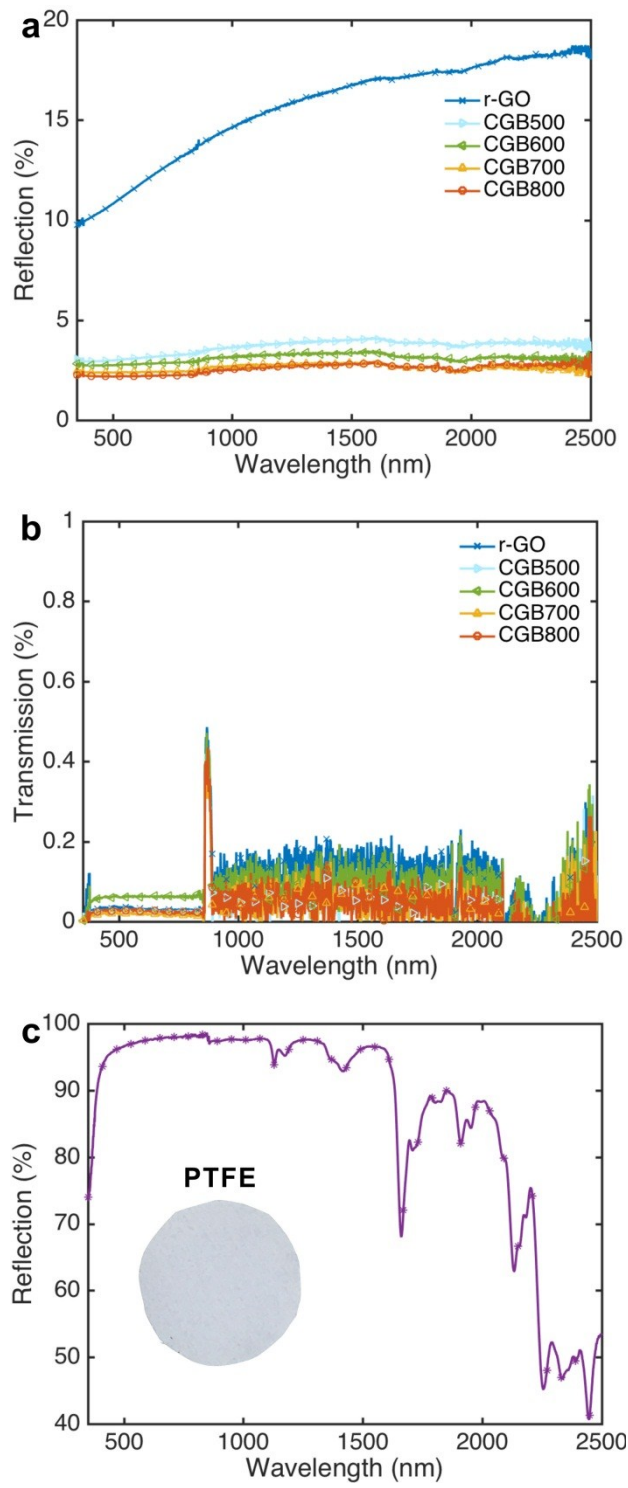 a
20
15
10
5
0
Reflection (%)
r-GO
CGB500
CGB600
CGB700
CGB800
500 1000 1500 2000 2500
Wavelength (nm)
b
1
0.8
0.6
0.4
0.2
0
Transmission (%)
r-GO
CGB500
CGB600
CGB700
CGB800
500 1000 1500 2000 2500
Wavelength (nm)
c
100
90
80
70
60
50
40
Reflection (%)
PTFE
500 1000 1500 2000 2500
Wavelength (nm)